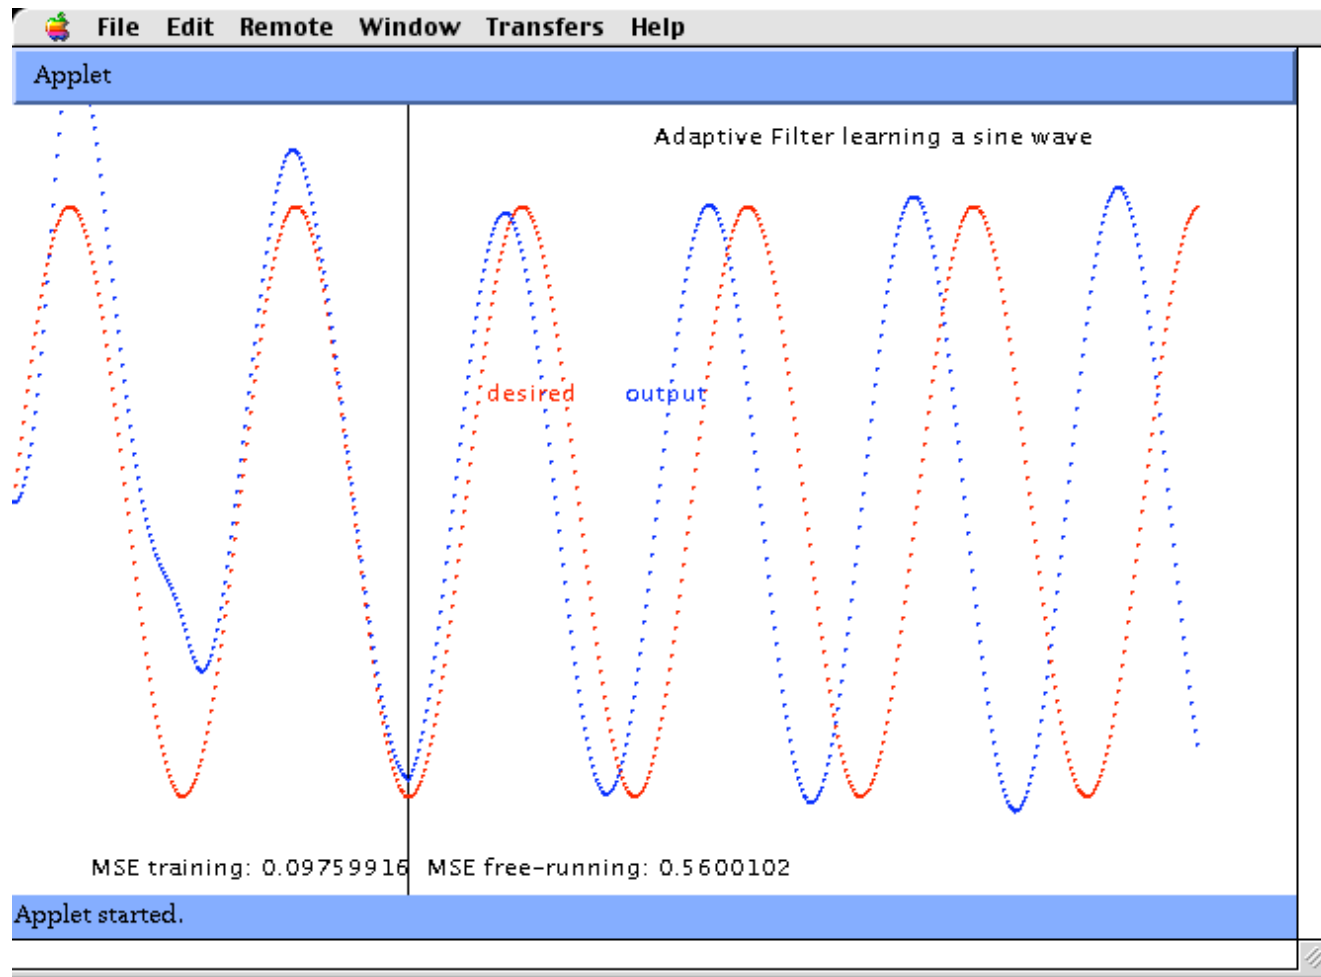 File Edit Remote Window Transfers Help
Applet
Adaptive Filter learning a sine wave
desired output
MSE training: 0.09759916 MSE free-running: 0.5600102
Applet started.